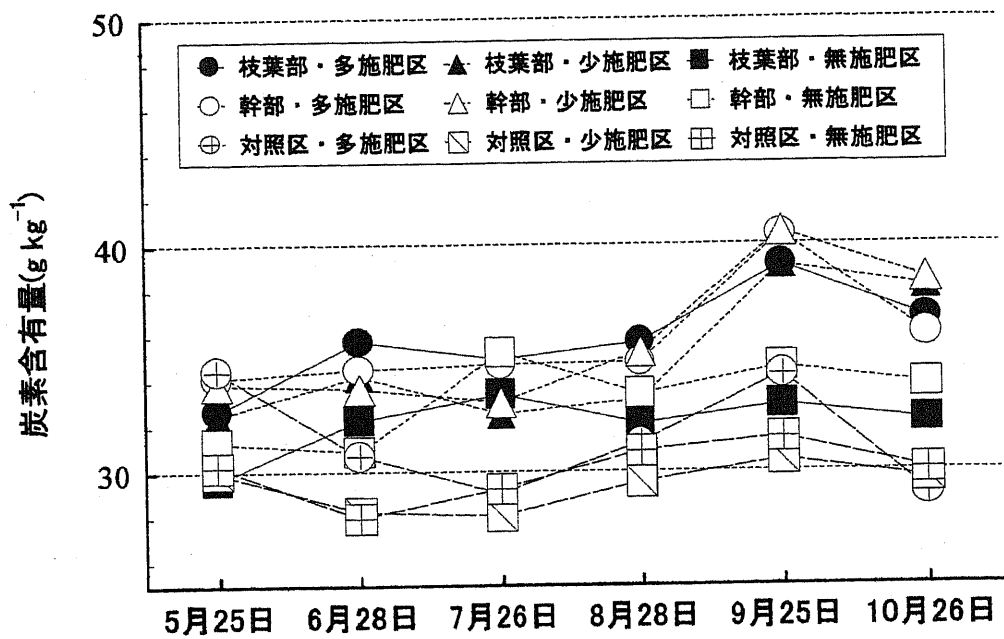 50
枝葉部・多施肥区 枝葉部・少施肥区 枝葉部・無施肥区
幹部・多施肥区 幹部・少施肥区 幹部・無施肥区
対照区・多施肥区 対照区・少施肥区 対照区・無施肥区
炭素含有量(g kg⁻¹)
40
30
5月25日 6月28日 7月26日 8月28日 9月25日 10月26日